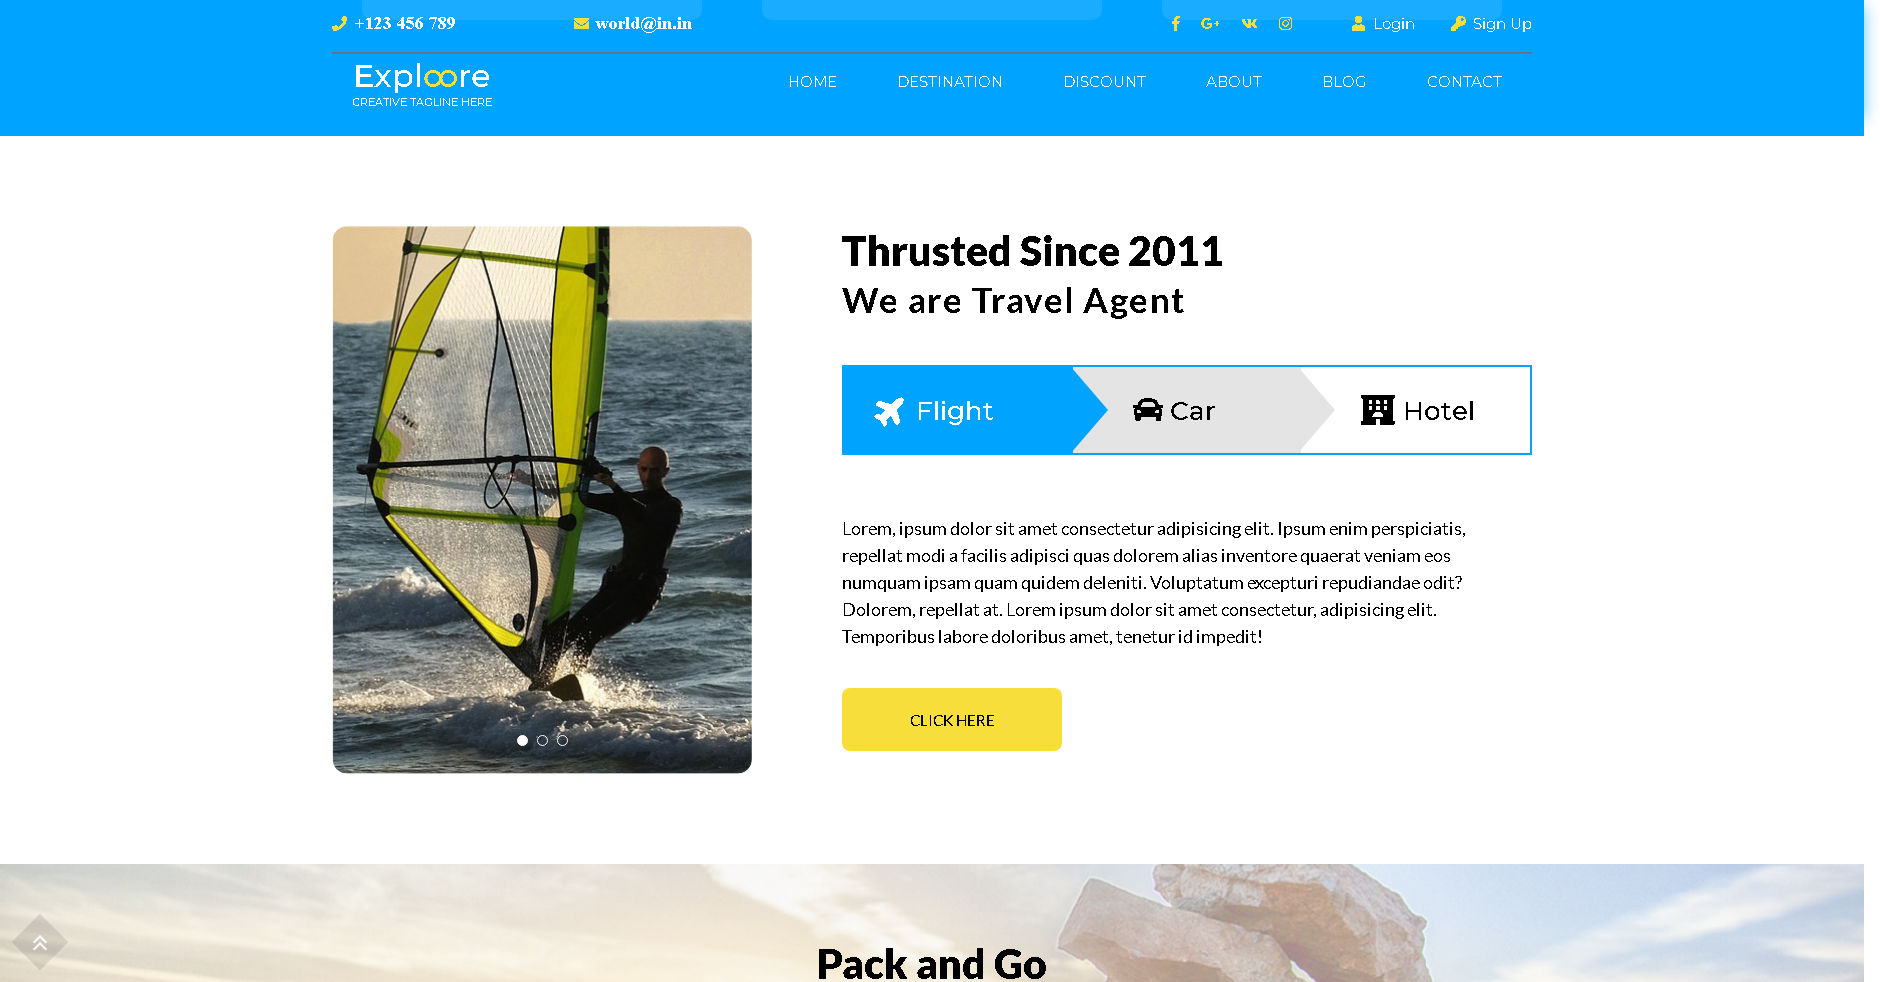 +123 456 789
world@in.in
Login
Sign Up
Exploore
CREATIVE TAGLINE HERE
HOME
DESTINATION
DISCOUNT
ABOUT
BLOG
CONTACT
Thrusted Since 2011
We are Travel Agent
Flight
Car
Hotel
Lorem, ipsum dolor sit amet consectetur adipisicing elit. Ipsum enim perspiciatis,
repellat modi a facilis adipisci quas dolorem alias inventore quaerat veniam eos
numquam ipsam quam quidem deleniti. Voluptatum excepturi repudiandae odit?
Dolorem, repellat at. Lorem ipsum dolor sit amet consectetur, adipisicing elit.
Temporibus labore doloribus amet, tenetur id impedit!
CLICK HERE
Pack and Go